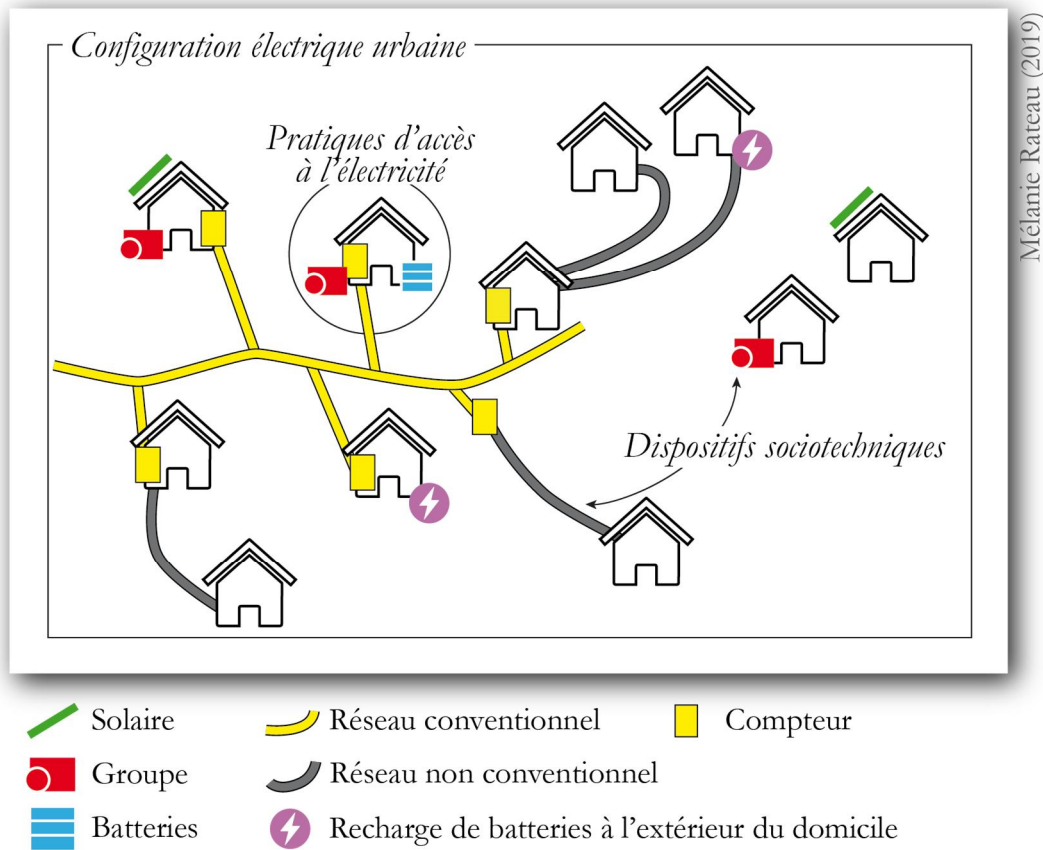 Configuration électrique urbaine
Pratiques d'accès
à l'électricité
Dispositifs sociotechniques
Mélanie Rateau (2019)
Solaire
Réseau conventionnel
Compteur
Groupe
Réseau non conventionnel
Batteries
Recharge de batteries à l'extérieur du domicile